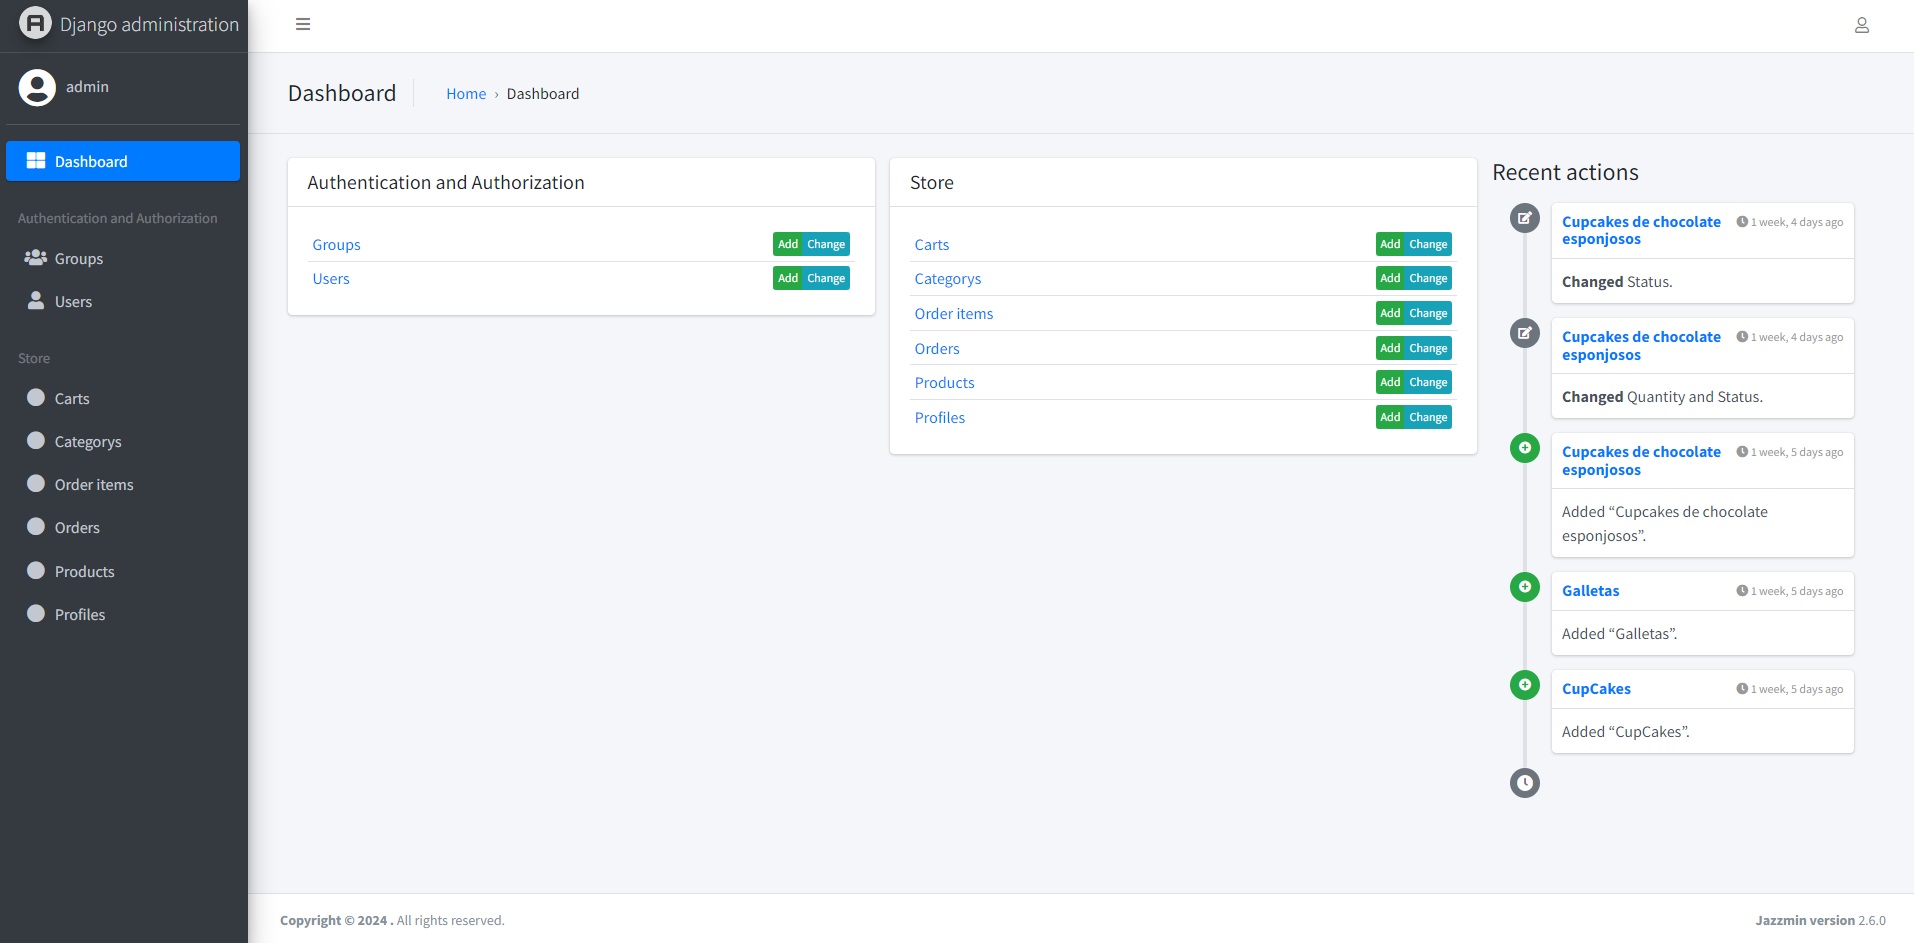 Django administration
admin
Dashboard
Authentication and Authorization
Groups
Users
Store
Carts
Categorys
Order items
Orders
Products
Profiles
Dashboard
Home › Dashboard
Authentication and Authorization
Groups Add Change
Users Add Change
Store
Carts Add Change
Categorys Add Change
Order items Add Change
Orders Add Change
Products Add Change
Profiles Add Change
Recent actions
Cupcakes de chocolate 1 week, 4 days ago
esponjosos
Changed Status.
Cupcakes de chocolate 1 week, 4 days ago
esponjosos
Changed Quantity and Status.
Cupcakes de chocolate 1 week, 5 days ago
esponjosos
Added “Cupcakes de chocolate
esponjosos”.
Galletas 1 week, 5 days ago
Added “Galletas”.
CupCakes 1 week, 5 days ago
Added “CupCakes”.
Copyright © 2024 . All rights reserved.
Jazzmin version 2.6.0